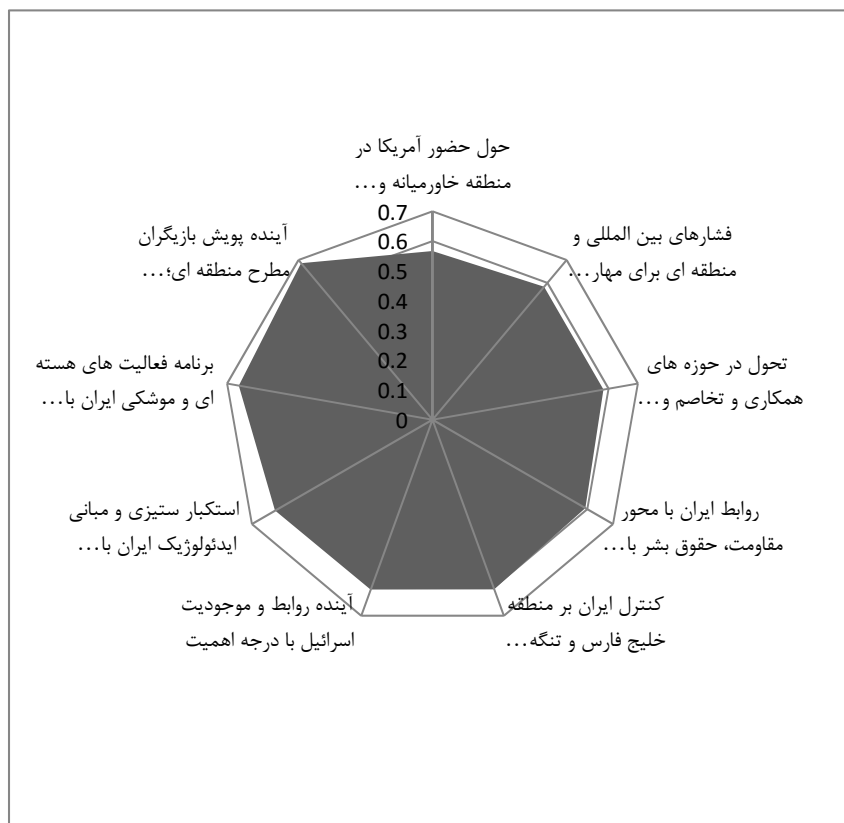 حول حضور آمریکا در
منطقه خاورمیانه و...
فشارهای بین المللی و
منطقه ای برای مهار...
تحول در حوزه های
همکاری و تخاصم و...
روابط ایران با محور
مقاومت، حقوق بشر با...
کنترل ایران بر منطقه
خلیج فارس و تنگه...
آینده روابط و موجودیت
اسرائیل با درجه اهمیت
استکبار ستیزی و مبانی
ایدئولوژیک ایران با...
برنامه فعالیت های هسته
ای و موشکی ایران با...
آینده پویش بازیگران
مطرح منطقه ای؛...
0.7
0.6
0.5
0.4
0.3
0.2
0.1
0